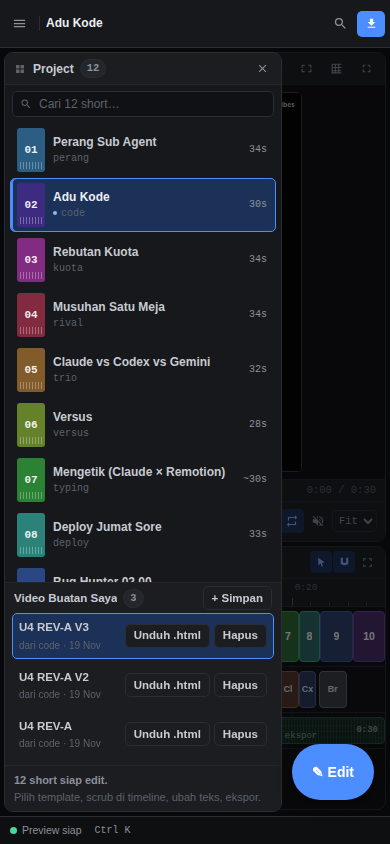 Adu Kode
Project 12
Cari 12 short…
01 Perang Sub Agent 34s
perang
02 Adu Kode 30s
code
03 Rebutan Kuota 34s
kuota
04 Musuhan Satu Meja 34s
rival
05 Claude vs Codex vs Gemini 32s
trio
06 Versus 28s
versus
07 Mengetik (Claude × Remotion) ~30s
typing
08 Deploy Jumat Sore 33s
deploy
Video Buatan Saya 3 + Simpan
U4 REV-A V3
dari code · 19 Nov
Unduh .html Hapus
U4 REV-A V2
dari code · 19 Nov
Unduh .html Hapus
U4 REV-A
dari code · 19 Nov
Unduh .html Hapus
12 short siap edit.
Pilih template, scrub di timeline, ubah teks, ekspor.
0:00 / 0:30
Fit
0:20
7 8 9 10
Cl Cx Br
ekspor 0:30
✎ Edit
Preview siap Ctrl K